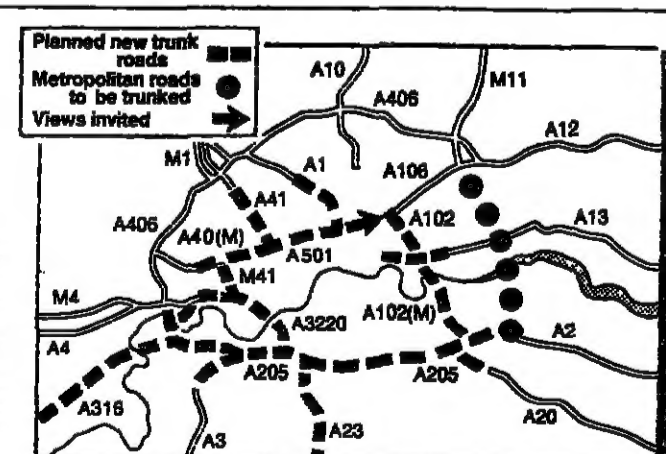 Planned new trunk
roads
Metropolitan roads
to be trunked
Views invited
A10
A406
M11
A12
M1
A1
A106
A41
A102
A406
A13
A40(M)
A501
M41
M4
A3220
A102(M)
A4
A2
A205
A205
A316
A20
A3
A23